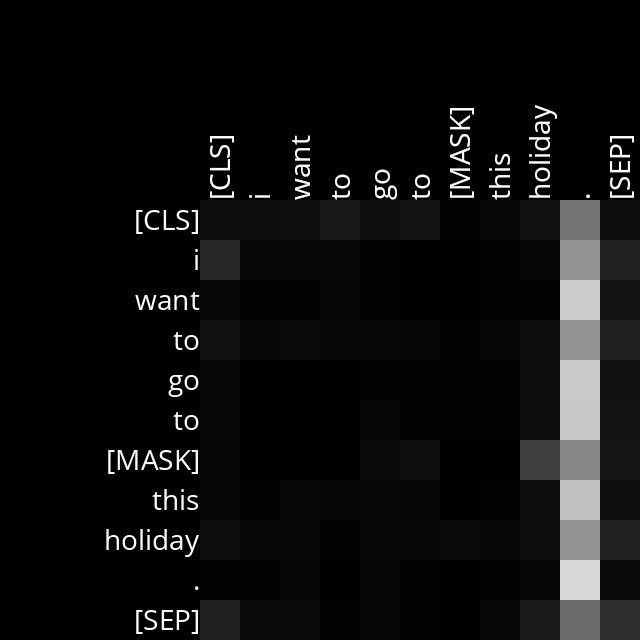 [CLS] i want to go to [MASK] this holiday . [SEP]
[CLS]
i
want
to
go
to
[MASK]
this
holiday
.
[SEP]